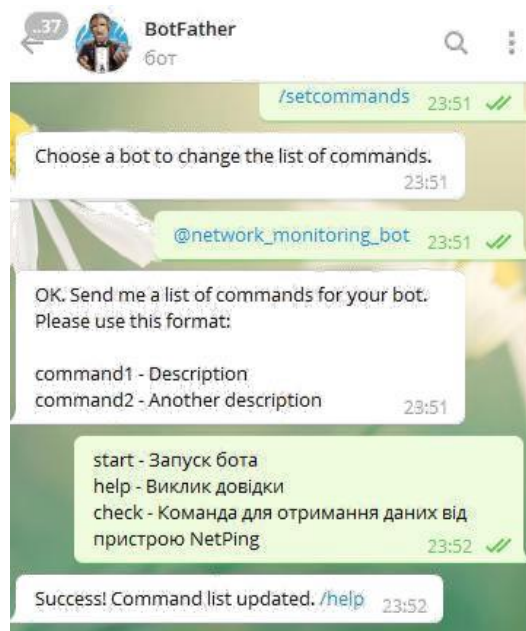 ..37
BotFather
бот
/setcommands 23:51
Choose a bot to change the list of commands.
23:51
@network_monitoring_bot 23:51
OK. Send me a list of commands for your bot.
Please use this format:
command1 - Description
command2 - Another description 23:51
start - Запуск бота
help - Виклик довідки
check - Команда для отримання даних від
пристрою NetPing 23:52
Success! Command list updated. /help 23:52